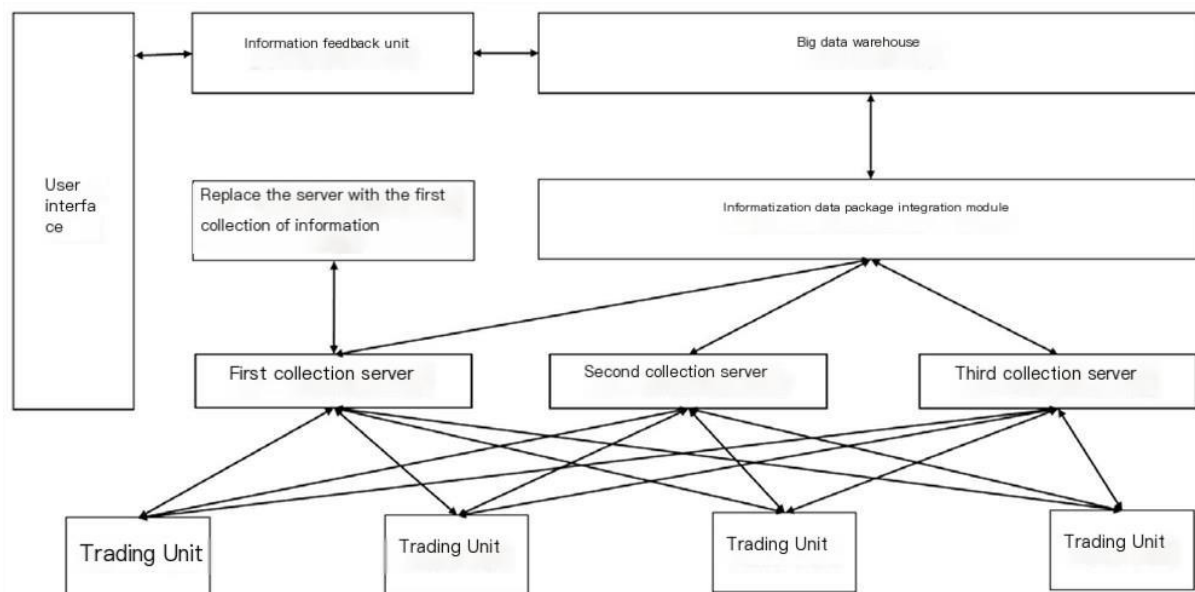 Information feedback unit
Big data warehouse
User
interfa
ce
Replace the server with the first
collection of information
Informatization data package integration module
First collection server
Second collection server
Third collection server
Trading Unit
Trading Unit
Trading Unit
Trading Unit